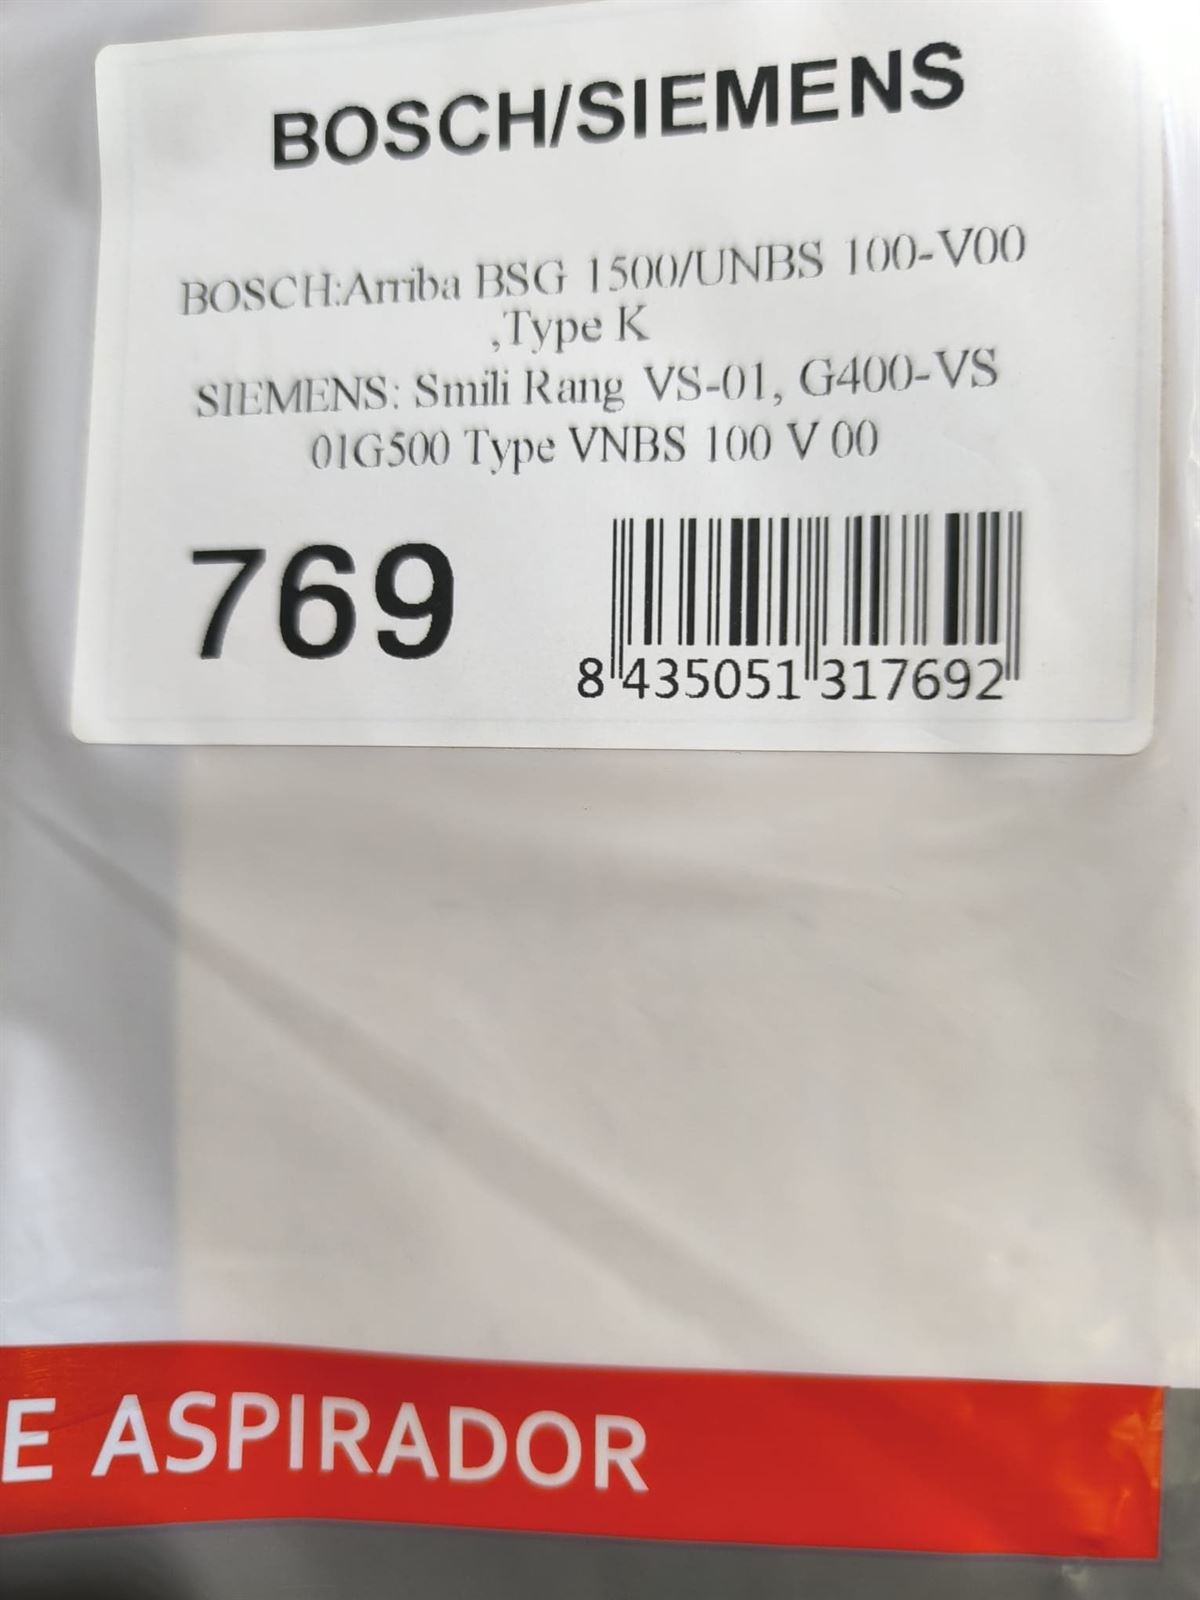 BOSCH/SIEMENS
BOSCH:Arriba BSG 1500/UNBS 100-V00
,Type K
SIEMENS: Smili Rang VS-01, G400-VS
01G500 Type VNBS 100 V 00
769
8 435051 317692
E ASPIRADOR